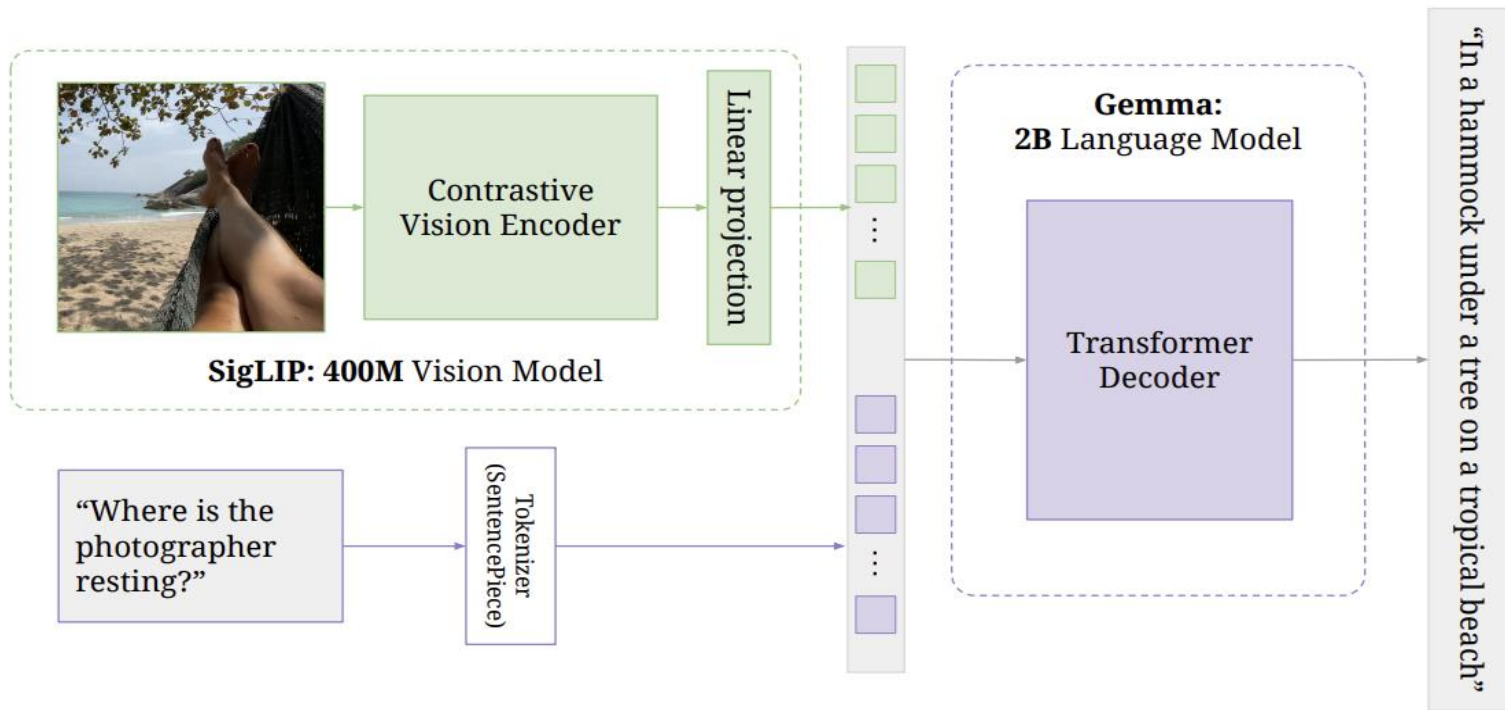 Contrastive
Vision Encoder
Linear projection
SigLIP: 400M Vision Model
“Where is the
photographer
resting?”
Tokenizer
(SentencePiece)
...
...
Gemma:
2B Language Model
Transformer
Decoder
“In a hammock under a tree on a tropical beach”